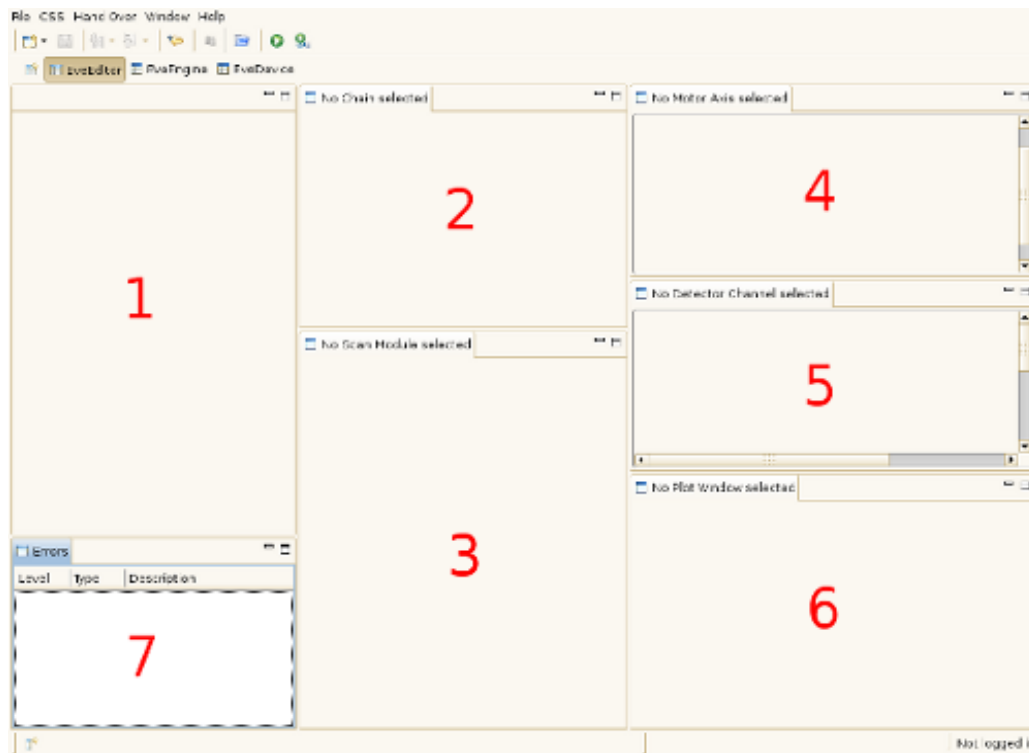 File CSS Hand Over Window Help
EveEditor EveEngine EveDevice
No Chain selected
No Motor Axis selected
1
2
4
No Detector Channel selected
No Scan Module selected
5
3
No Plot Window selected
6
Errors
Level Type Description
7
Not logged